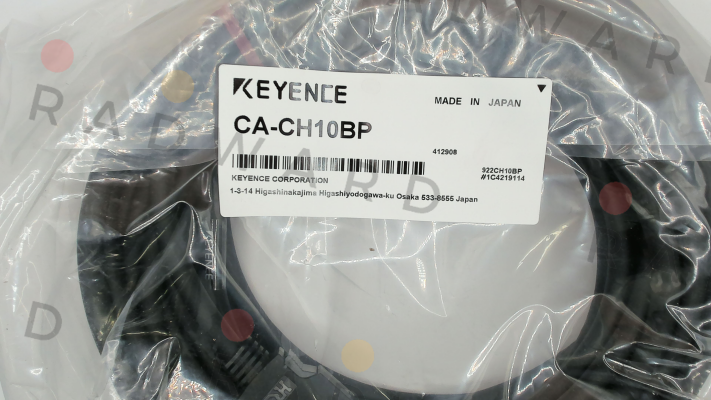 KEYENCE
MADE IN JAPAN
CA-CH10BP
412908
922CH10BP
#1C4219114
KEYENCE CORPORATION
1-3-14 Higashinakajima Higashiyodogawa-ku Osaka 533-8555 Japan
RADWARD